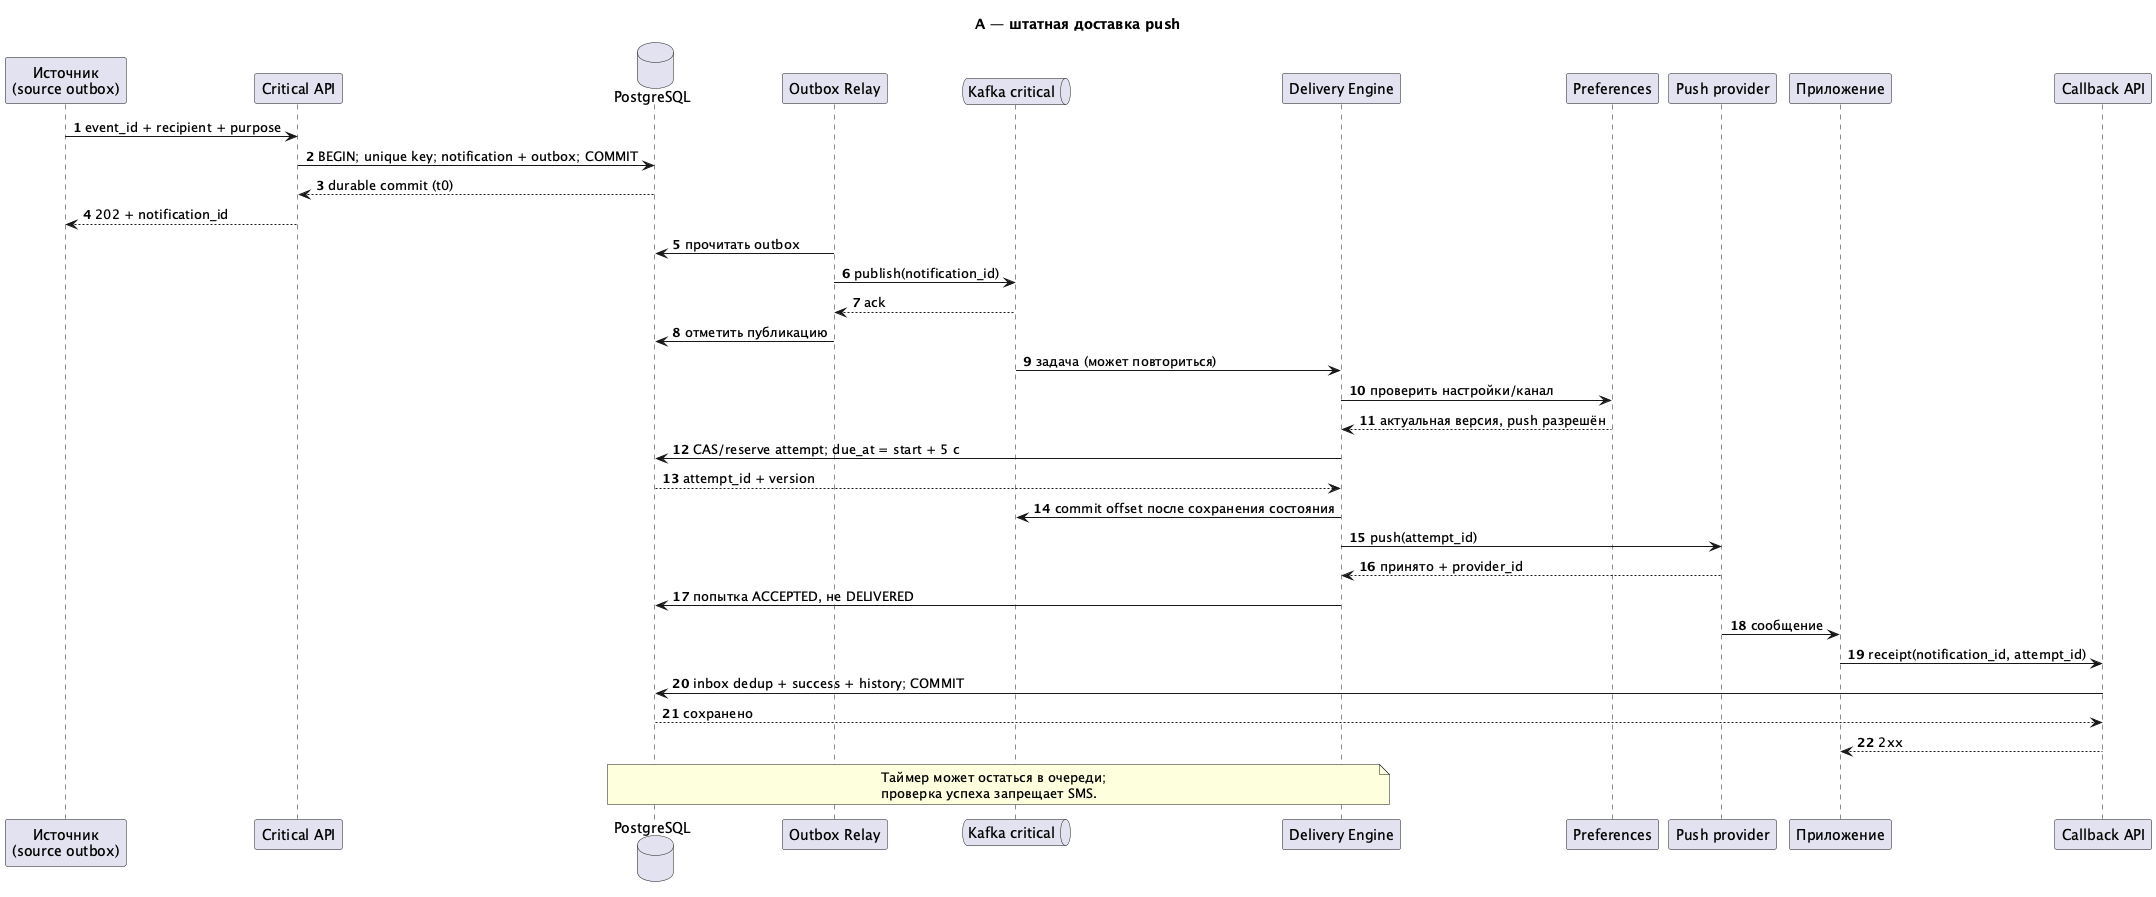 А — штатная доставка push
Источник
(source outbox)
Critical API
PostgreSQL
Outbox Relay
Kafka critical
Delivery Engine
Preferences
Push provider
Приложение
Callback API
1 event_id + recipient + purpose
2 BEGIN; unique key; notification + outbox; COMMIT
3 durable commit (t0)
4 202 + notification_id
5 прочитать outbox
6 publish(notification_id)
7 ack
8 отметить публикацию
9 задача (может повториться)
10 проверить настройки/канал
11 актуальная версия, push разрешён
12 CAS/reserve attempt; due_at = start + 5 с
13 attempt_id + version
14 commit offset после сохранения состояния
15 push(attempt_id)
16 принято + provider_id
17 попытка ACCEPTED, не DELIVERED
18 сообщение
19 receipt(notification_id, attempt_id)
20 inbox dedup + success + history; COMMIT
21 сохранено
22 2xx
Таймер может остаться в очереди;
проверка успеха запрещает SMS.
Источник
(source outbox)
Critical API
PostgreSQL
Outbox Relay
Kafka critical
Delivery Engine
Preferences
Push provider
Приложение
Callback API